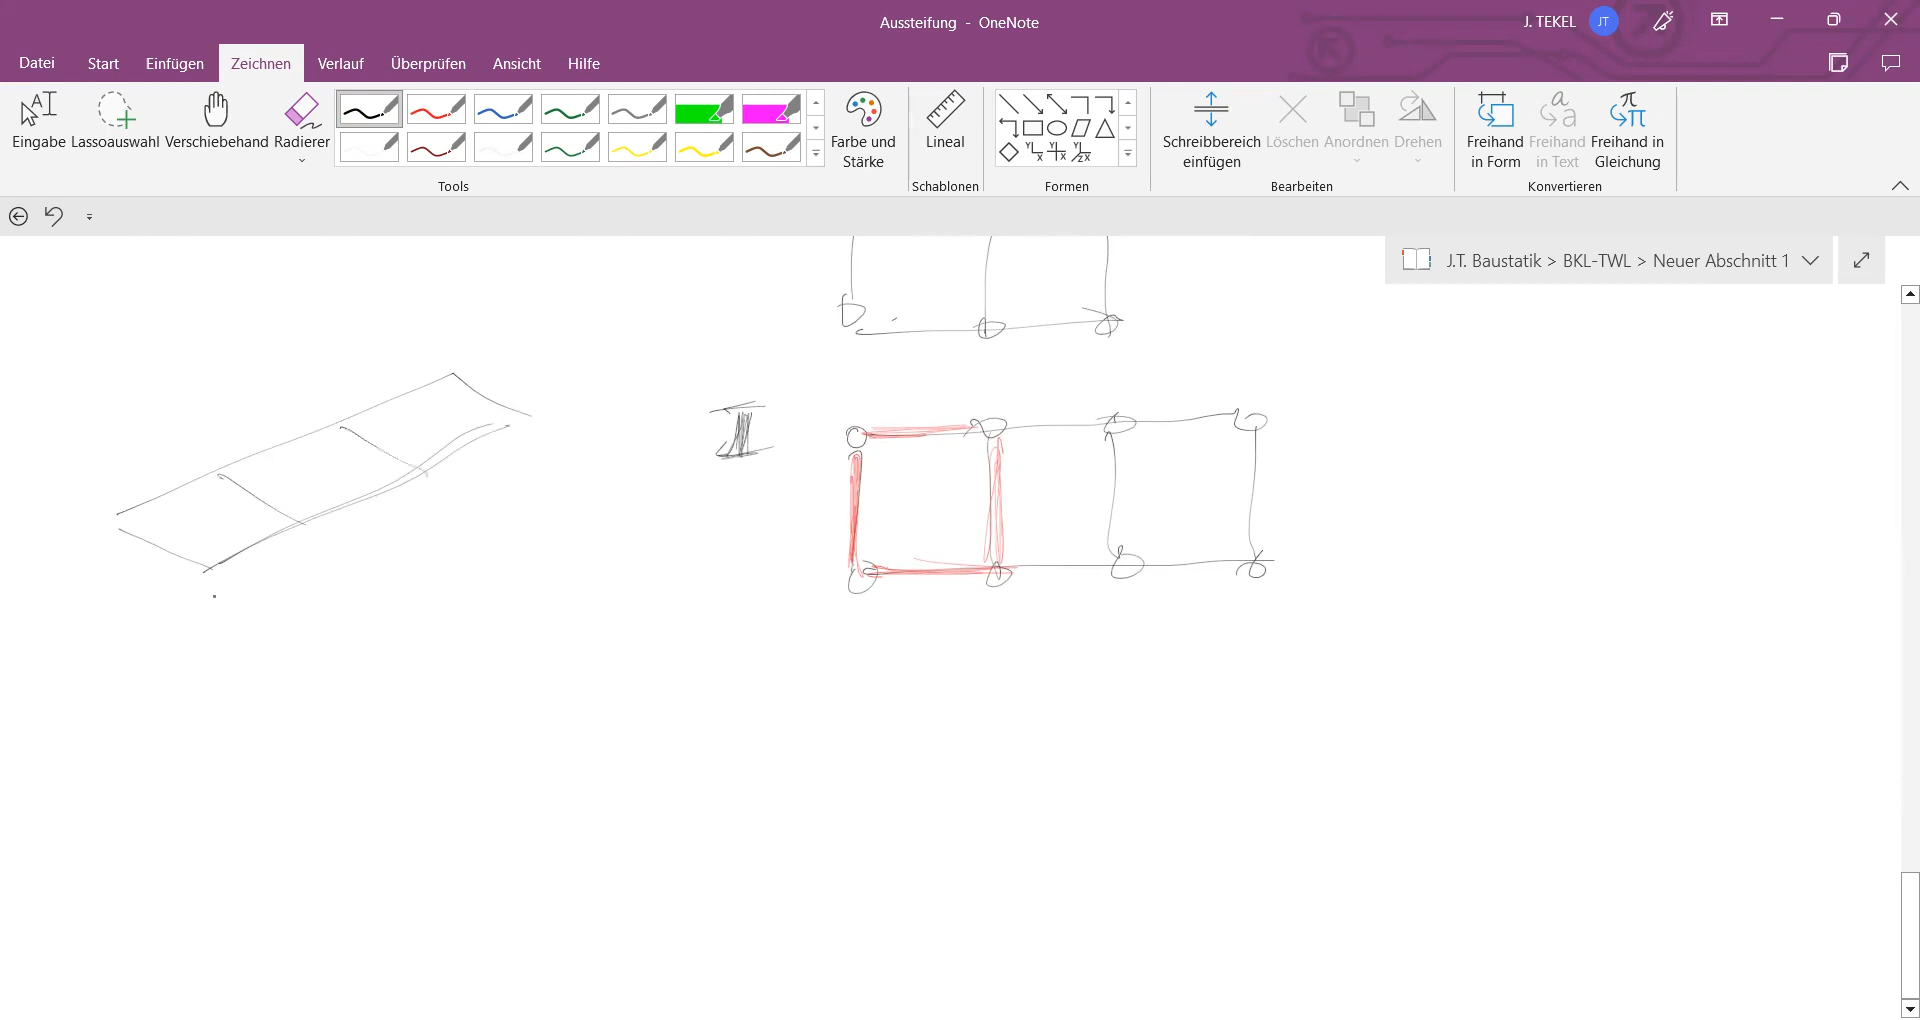 Aussteifung - OneNote
J. TEKEL
JT
Datei Start Einfügen Zeichnen Verlauf Überprüfen Ansicht Hilfe
Eingabe Lassoauswahl Verschiebehand Radierer
Farbe und Stärke
Lineal
Schreibbereich einfügen
Löschen Anordnen Drehen
Freihand in Form
Freihand in Text
Freihand in Gleichung
Tools Schablonen Formen Bearbeiten Konvertieren
J.T. Baustatik > BKL-TWL > Neuer Abschnitt 1